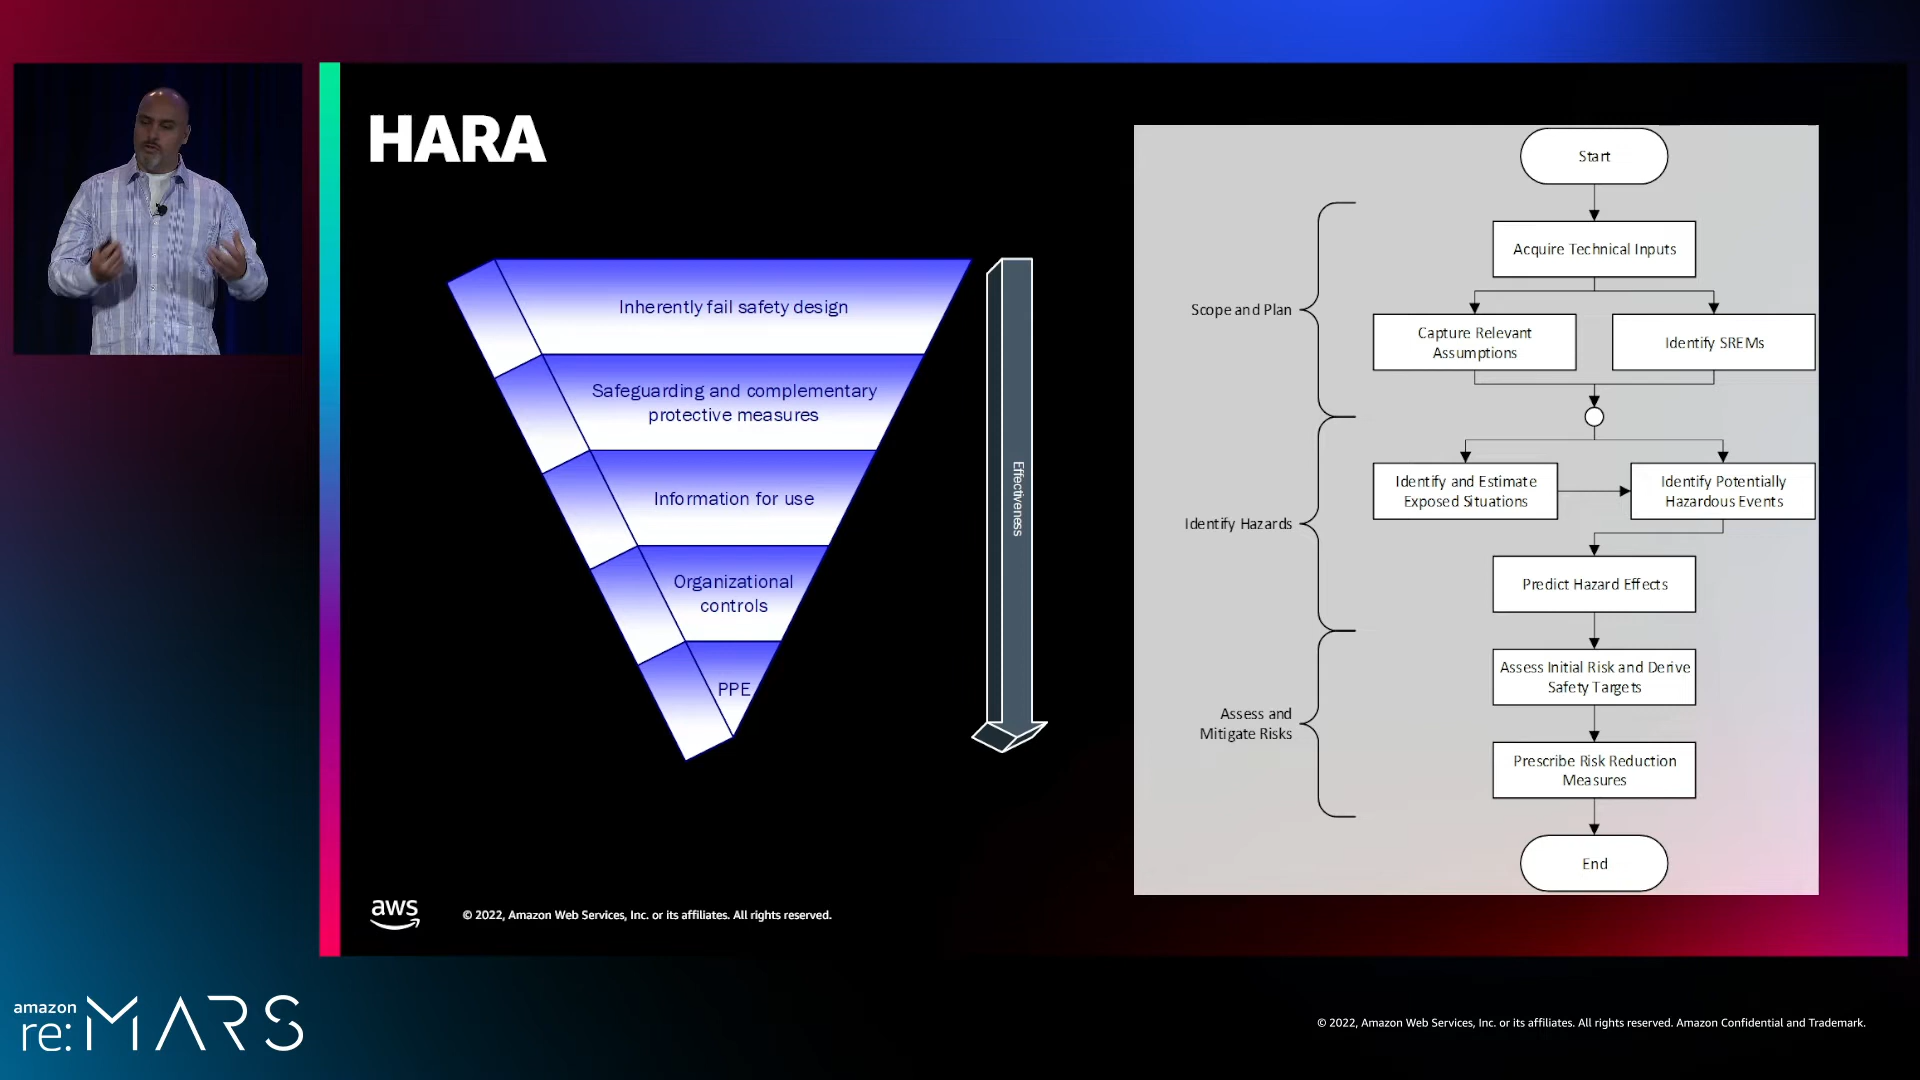 HARA
Inherently fail safety design
Safeguarding and complementary
protective measures
Information for use
Organizational
controls
PPE
Effectiveness
Start
Acquire Technical Inputs
Scope and Plan
Capture Relevant
Assumptions
Identify SREMs
Identify and Estimate
Exposed Situations
Identify Potentially
Hazardous Events
Identify Hazards
Predict Hazard Effects
Assess Initial Risk and Derive
Safety Targets
Assess and
Mitigate Risks
Prescribe Risk Reduction
Measures
End
aws
© 2022, Amazon Web Services, Inc. or its affiliates. All rights reserved.
amazon
re:MARS
© 2022, Amazon Web Services, Inc. or its affiliates. All rights reserved. Amazon Confidential and Trademark.